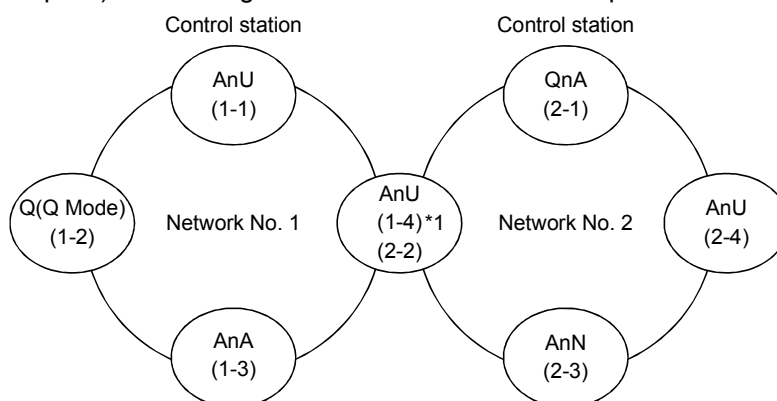 Control station
Control station
AnU
(1-1)
QnA
(2-1)
Q(Q Mode)
(1-2)
Network No. 1
AnU
(1-4)*1
(2-2)
Network No. 2
AnU
(2-4)
AnA
(1-3)
AnN
(2-3)